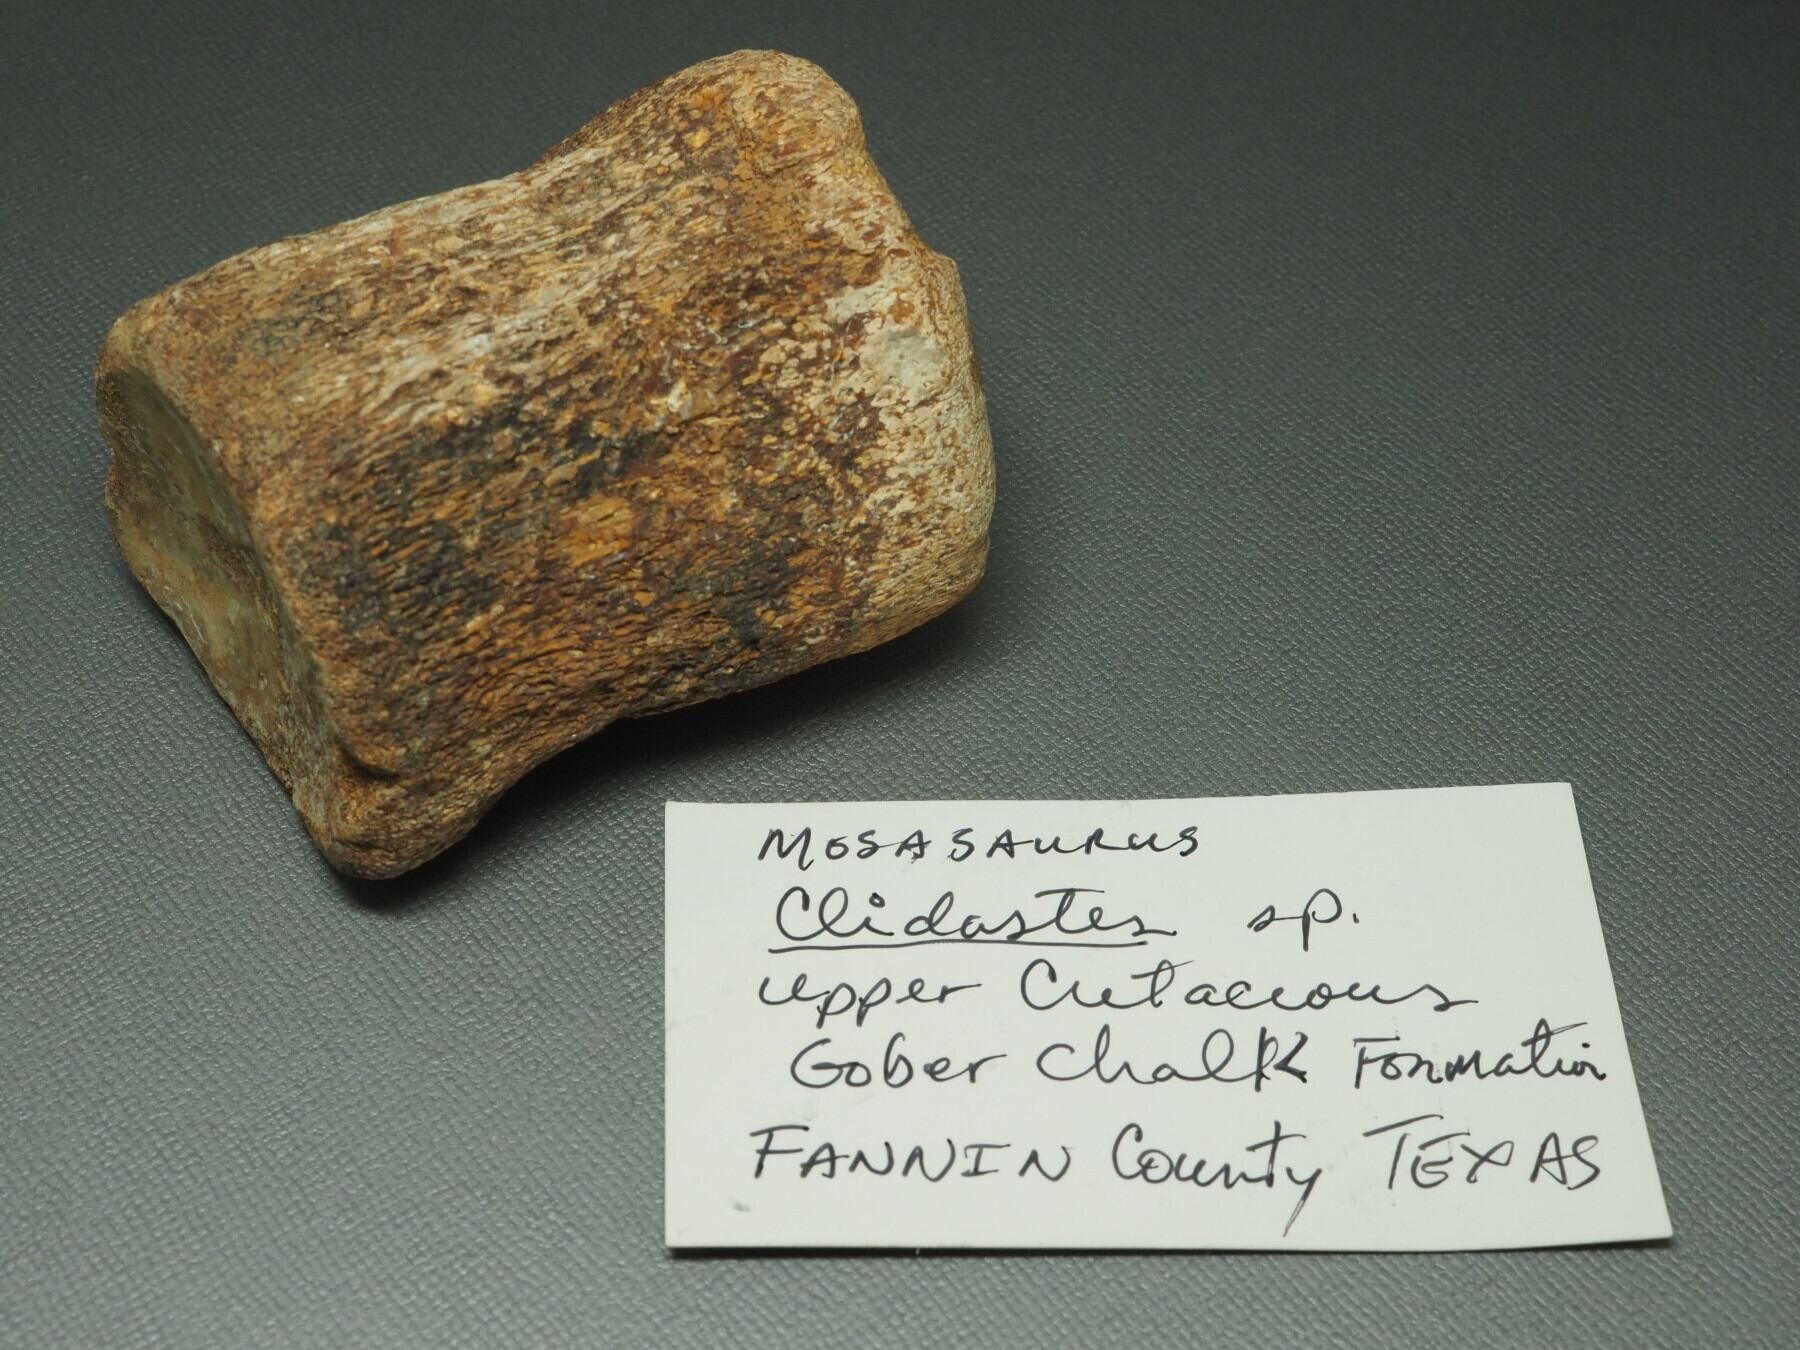 MOSASAURUS
Clidastes sp.
upper Cretaceous
Gober Chalk Formation
FANNIN County TEXAS